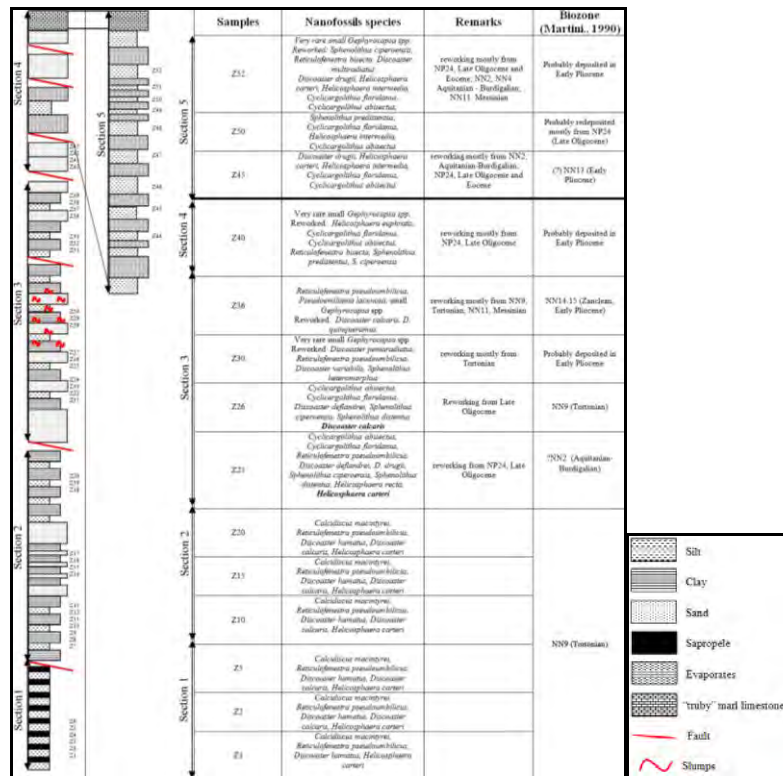 Samples
Nanofossils species
Remarks
Biozone
(Martini., 1990)
Section 5
Z52
Very rare small Gephyrocapsa spp.
Reworked: Sphenolithus ciperoensis,
Reticulofenestra bisecta, Discoaster
multiradiatus
Discoaster drugii, Helicosphaera
carteri, Helicosphaera intermedia,
Cyclicargolithus floridanus,
Cyclicargolithus abisectus,
reworking mostly from
NP24, Late Oligocene and
Eocene, NN2, NN4
Aquitanian - Burdigalian,
NN11 Messinian
Probably deposited in
Early Pliocene
Z50
Sphenolithus predistentus,
Cyclicargolithus floridanus,
Helicosphaera intermedia,
Cyclicargolithus abisectus
Probably redeposited
mostly from NP24
(Late Oligocene)
Z45
Discoaster drugii, Helicosphaera
carteri, Helicosphaera intermedia,
Cyclicargolithus floridanus,
Cyclicargolithus abisectus
reworking mostly from NN2,
Aquitanian-Burdigalian,
NP24, Late Oligocene and
Eocene
(?) NN13 (Early
Pliocene)
Section 4
Z40
Very rare small Gephyrocapsa spp.
Reworked: Helicosphaera euphratis,
Cyclicargolithus floridanus,
Cyclicargolithus abisectus,
Reticulofenestra bisecta, Sphenolithus
predistentus, S. ciperoensis
reworking mostly from
NP24, Late Oligocene
Probably deposited in
Early Pliocene
Section 3
Z36
Reticulofenestra pseudoumbilicus,
Pseudoemiliania lacunosa, small
Gephyrocapsa spp
Reworked: Discoaster calcaris, D.
quinqueramus
reworking mostly from NN9,
Tortonian, NN11, Messinian
NN14-15 (Zanclean,
Early Pliocene)
Z30
Very rare small Gephyrocapsa spp.
Reworked: Discoaster pentaradiatus,
Reticulofenestra pseudoumbilicus,
Discoaster variabilis, Sphenolithus
heteromorphus
reworking mostly from
Tortonian
Probably deposited in
Early Pliocene
Z26
Cyclicargolithus abisectus,
Cyclicargolithus floridanus,
Discoaster deflandrei, Sphenolithus
ciperoensis, Sphenolithus distentus
Discoaster calcaris
Reworking from Late
Oligocene
NN9 (Tortonian)
Z21
Cyclicargolithus abisectus,
Cyclicargolithus floridanus,
Reticulofenestra pseudoumbilicus,
Discoaster deflandrei, D. drugii,
Sphenolithus ciperoensis, Sphenolithus
distentus, Helicosphaera recta,
Helicosphaera carteri
reworking from NP24, Late
Oligocene
?NN2 (Aquitanian-
Burdigalian)
Section 2
Z20
Calcidiscus macintyrei,
Reticulofenestra pseudoumbilicus,
Discoaster hamatus, Discoaster
calcaris, Helicosphaera carteri
Z15
Calcidiscus macintyrei,
Reticulofenestra pseudoumbilicus,
Discoaster hamatus, Discoaster
calcaris, Helicosphaera carteri
Z10
Calcidiscus macintyrei,
Reticulofenestra pseudoumbilicus,
Discoaster hamatus, Discoaster
calcaris, Helicosphaera carteri
NN9 (Tortonian)
Section 1
Z5
Calcidiscus macintyrei,
Reticulofenestra pseudoumbilicus,
Discoaster hamatus, Discoaster
calcaris, Helicosphaera carteri
Z2
Calcidiscus macintyrei,
Reticulofenestra pseudoumbilicus,
Discoaster hamatus, Discoaster
calcaris, Helicosphaera carteri
Z1
Calcidiscus macintyrei,
Reticulofenestra pseudoumbilicus,
Discoaster hamatus, Helicosphaera
carteri
Section 4
Section 5
Section 3
Section 2
Section1
Silt
Clay
Sand
Sapropele
Evaporates
"truby" marl limestone
Fault
Slumps